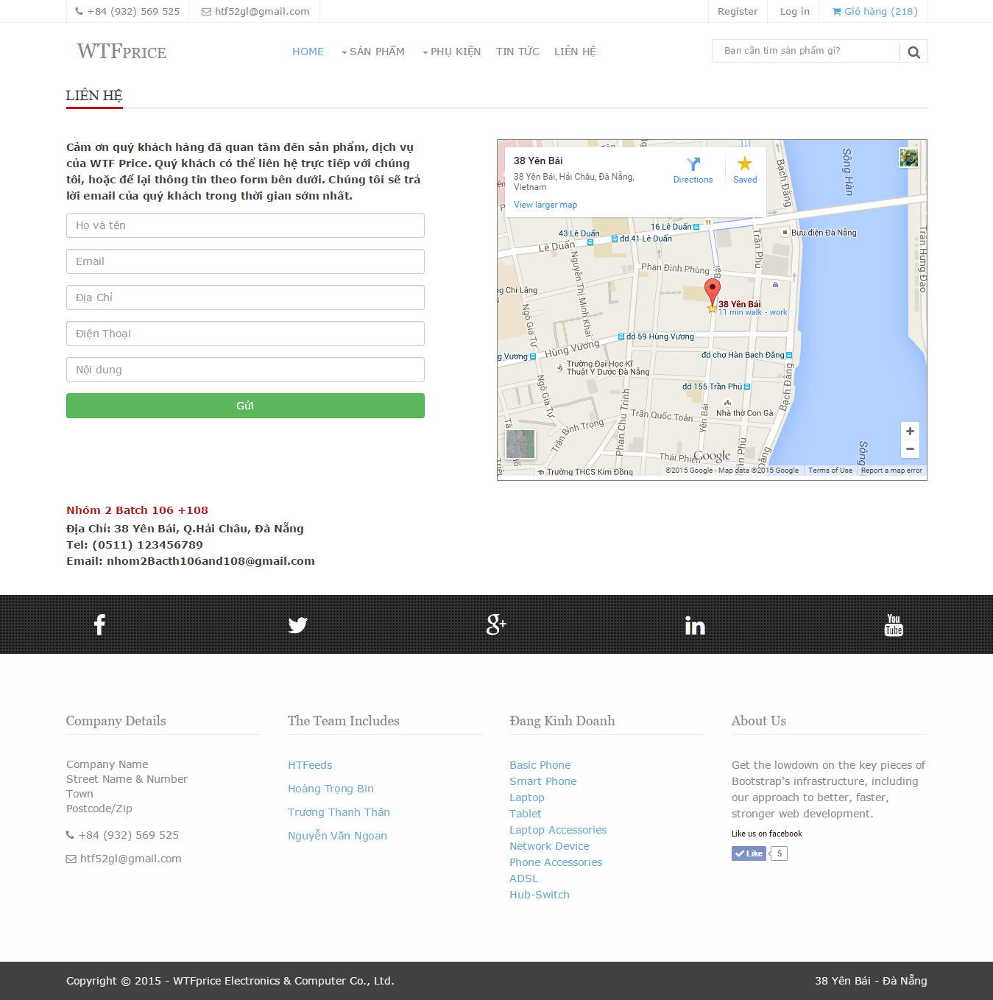 +84 (932) 569 525
htf52gl@gmail.com
Register
Log in
Giỏ hàng (218)
WTFPRICE
HOME
SẢN PHẨM
PHỤ KIỆN
TIN TỨC
LIÊN HỆ
Bạn cần tìm sản phẩm gì?
LIÊN HỆ
Cảm ơn quý khách hàng đã quan tâm đến sản phẩm, dịch vụ
của WTF Price. Quý khách có thể liên hệ trực tiếp với chúng
tôi, hoặc để lại thông tin theo form bên dưới. Chúng tôi sẽ trả
lời email của quý khách trong thời gian sớm nhất.
Họ và tên
Email
Địa Chỉ
Điện Thoại
Nội dung
Gửi
38 Yên Bái
38 Yên Bái, Hải Châu, Đà Nẵng,
Vietnam
View larger map
Directions
Saved
Sông Hàn
Bạch Đằng
16 Lê Duẩn
43 Lê Duẩn
đd 41 Lê Duẩn
Lê Duẩn
Bưu điện Đà Nẵng
Trần Phú
Trần Hưng Đạo
Nguyễn Thị Minh Khai
Phan Đình Phùng
Bái
ng Chi Lăng
38 Yên Bái
11 min walk - work
Ngô Gia Tự
đd 59 Hùng Vương
Hùng Vương
g Vương
đd chợ Hàn Bạch Đằng
Trường Đại Học Kĩ
Thuật Y Dược Đà Nẵng
Ngô Gia Tự
đd 155 Trần Phú
Bạch Đằng
Nhà thờ Con Gà
Phan Chu Trinh
Trần Quốc Toản
Yên Bái
Trần Bình Trọng
Thái Phiên
Sông
Google
Trường THCS Kim Đồng
©2015 Google - Map data ©2015 Google
Terms of Use
Report a map error
Nhóm 2 Batch 106 +108
Địa Chỉ: 38 Yên Bái, Q.Hải Châu, Đà Nẵng
Tel: (0511) 123456789
Email: nhom2Bacth106and108@gmail.com
You
Tube
Company Details
Company Name
Street Name & Number
Town
Postcode/Zip
+84 (932) 569 525
htf52gl@gmail.com
The Team Includes
HTFeeds
Hoàng Trọng Bin
Trương Thanh Thân
Nguyễn Văn Ngoan
Đang Kinh Doanh
Basic Phone
Smart Phone
Laptop
Tablet
Laptop Accessories
Network Device
Phone Accessories
ADSL
Hub-Switch
About Us
Get the lowdown on the key pieces of
Bootstrap's infrastructure, including
our approach to better, faster,
stronger web development.
Like us on facebook
Like
5
Copyright © 2015 - WTFprice Electronics & Computer Co., Ltd.
38 Yên Bái - Đà Nẵng